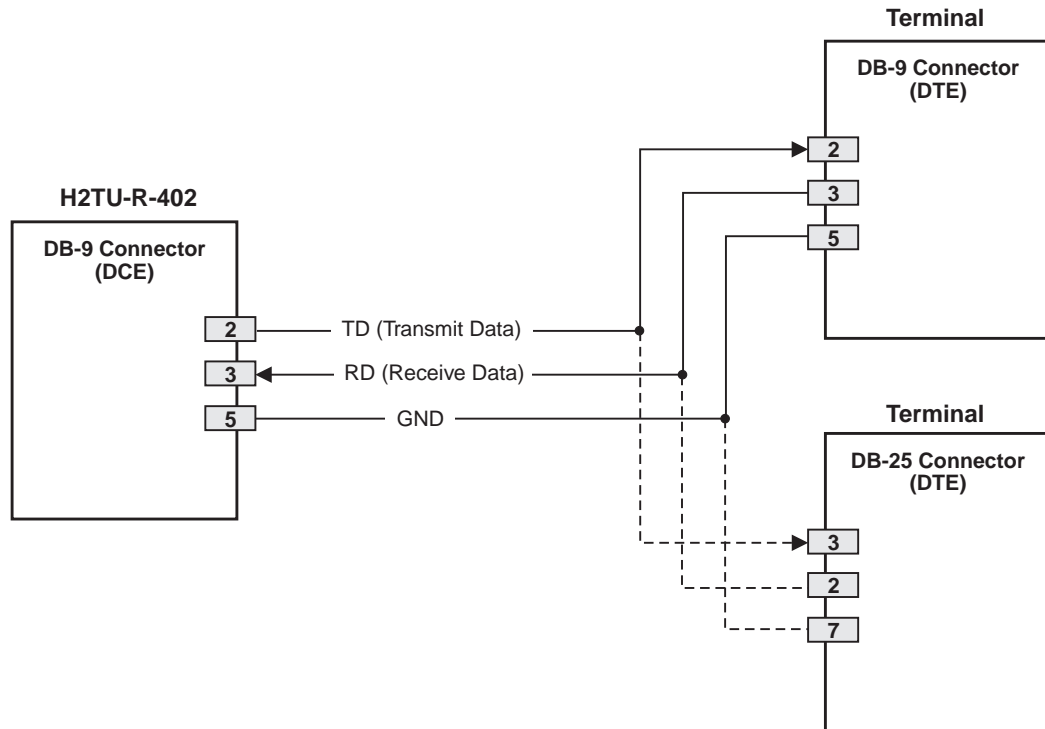 Terminal
DB-9 Connector
(DTE)
2
3
5
H2TU-R-402
DB-9 Connector
(DCE)
2
TD (Transmit Data)
3
RD (Receive Data)
5
GND
Terminal
DB-25 Connector
(DTE)
3
2
7